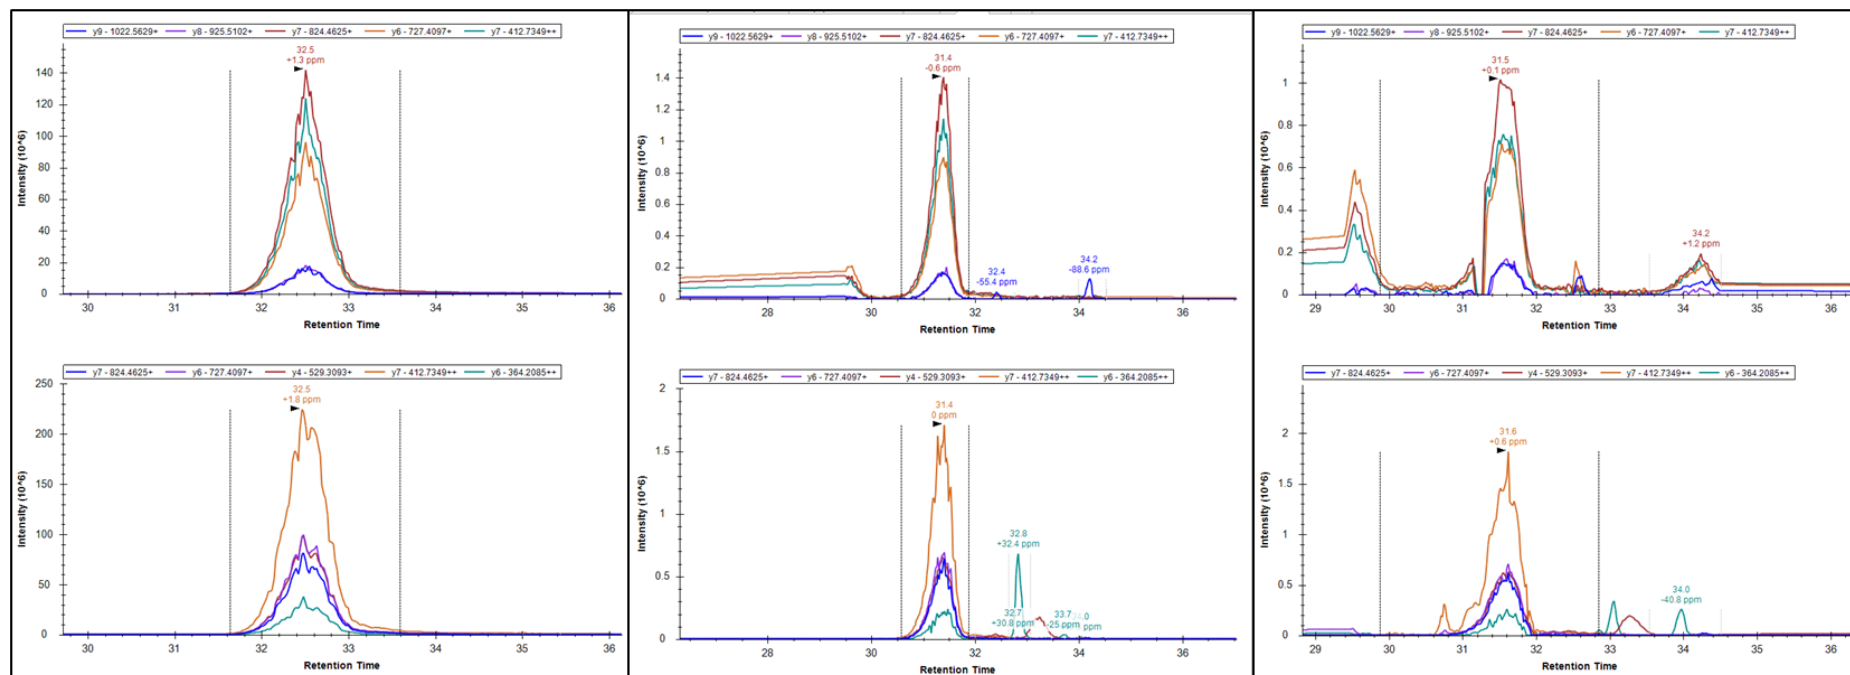 y9 - 1022.5629+ y8 - 925.5102+ y7 - 824.4625+ y6 - 727.4097+ y7 - 412.7349++
32.5
+1.3 ppm
140
120
100
80
60
40
20
0
Intensity (10^6)
30 31 32 33 34 35 36
Retention Time
y9 - 1022.5629+ y8 - 925.5102+ y7 - 824.4625+ y6 - 727.4097+ y7 - 412.7349++
31.4
-0.6 ppm
1.4
1.2
1
0.8
0.6
0.4
0.2
0
Intensity (10^6)
32.4
-55.4 ppm
34.2
-88.6 ppm
28 30 32 34 36
Retention Time
y9 - 1022.5629+ y8 - 925.5102+ y7 - 824.4625+ y6 - 727.4097+ y7 - 412.7349++
31.5
+0.1 ppm
1
0.8
0.6
0.4
0.2
0
Intensity (10^6)
34.2
+1.2 ppm
29 30 31 32 33 34 35 36
Retention Time
y7 - 824.4625+ y6 - 727.4097+ y4 - 529.3093+ y7 - 412.7349++ y6 - 364.2085++
32.5
+1.8 ppm
250
200
150
100
50
0
Intensity (10^6)
30 31 32 33 34 35 36
Retention Time
y7 - 824.4625+ y6 - 727.4097+ y4 - 529.3093+ y7 - 412.7349++ y6 - 364.2085++
31.4
0 ppm
2
1.5
1
0.5
0
Intensity (10^6)
32.8
+32.4 ppm
32.7
+30.8 ppm
33.7
-25 ppm
28 30 32 34 36
Retention Time
y7 - 824.4625+ y6 - 727.4097+ y4 - 529.3093+ y7 - 412.7349++ y6 - 364.2085++
31.6
+0.6 ppm
2
1.5
1
0.5
0
Intensity (10^6)
34.0
-40.8 ppm
29 30 31 32 33 34 35 36
Retention Time